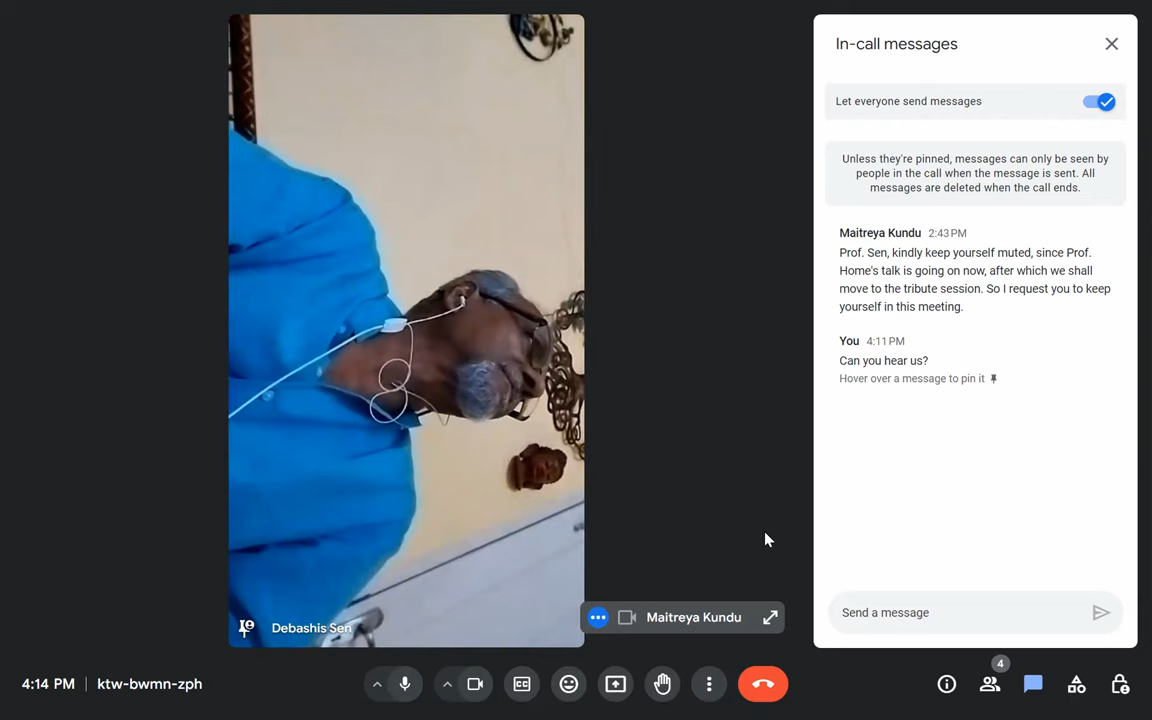 In-call messages
Let everyone send messages
Unless they're pinned, messages can only be seen by
people in the call when the message is sent. All
messages are deleted when the call ends.
Maitreya Kundu 2:43 PM
Prof. Sen, kindly keep yourself muted, since Prof.
Home's talk is going on now, after which we shall
move to the tribute session. So I request you to keep
yourself in this meeting.
You 4:11 PM
Can you hear us?
Hover over a message to pin it
Send a message
Maitreya Kundu
Debashis Sen
4:14 PM | ktw-bwmn-zph
CC
4